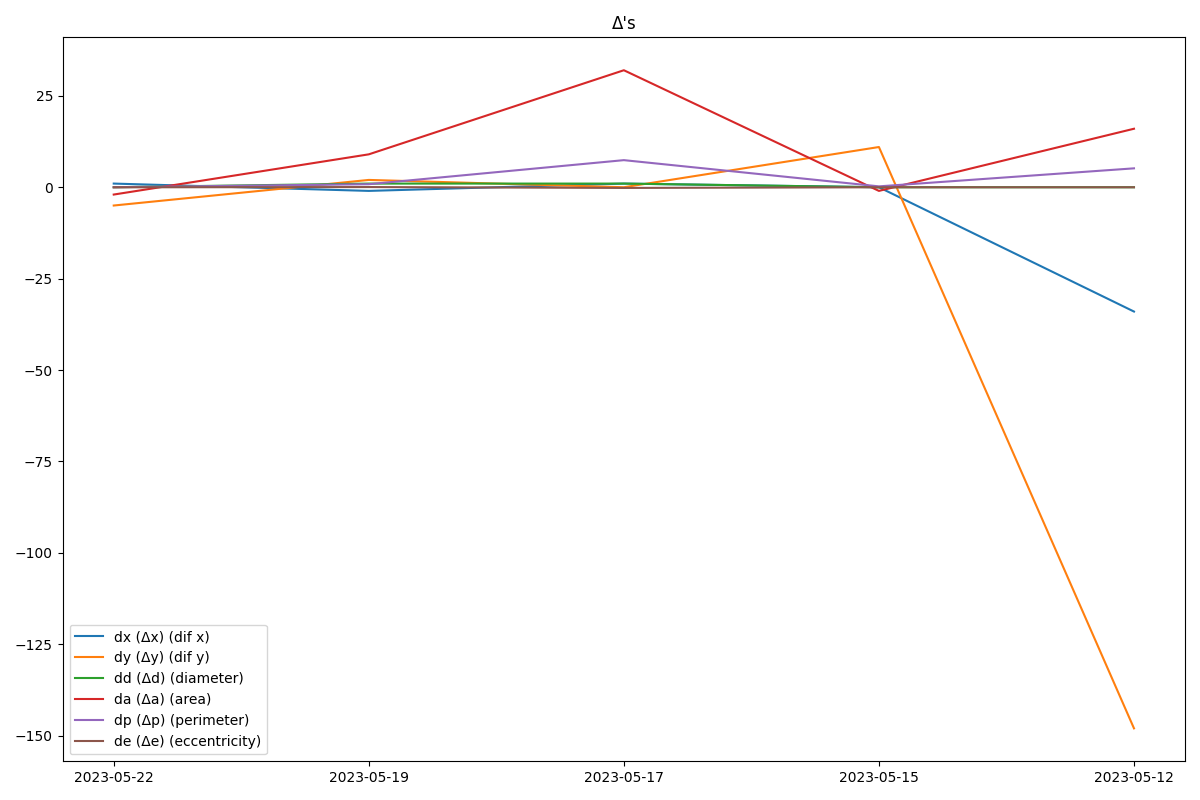 Δ's
25
0
−25
−50
−75
−100
−125
−150
dx (Δx) (dif x)
dy (Δy) (dif y)
dd (Δd) (diameter)
da (Δa) (area)
dp (Δp) (perimeter)
de (Δe) (eccentricity)
2023-05-22 2023-05-19 2023-05-17 2023-05-15 2023-05-12